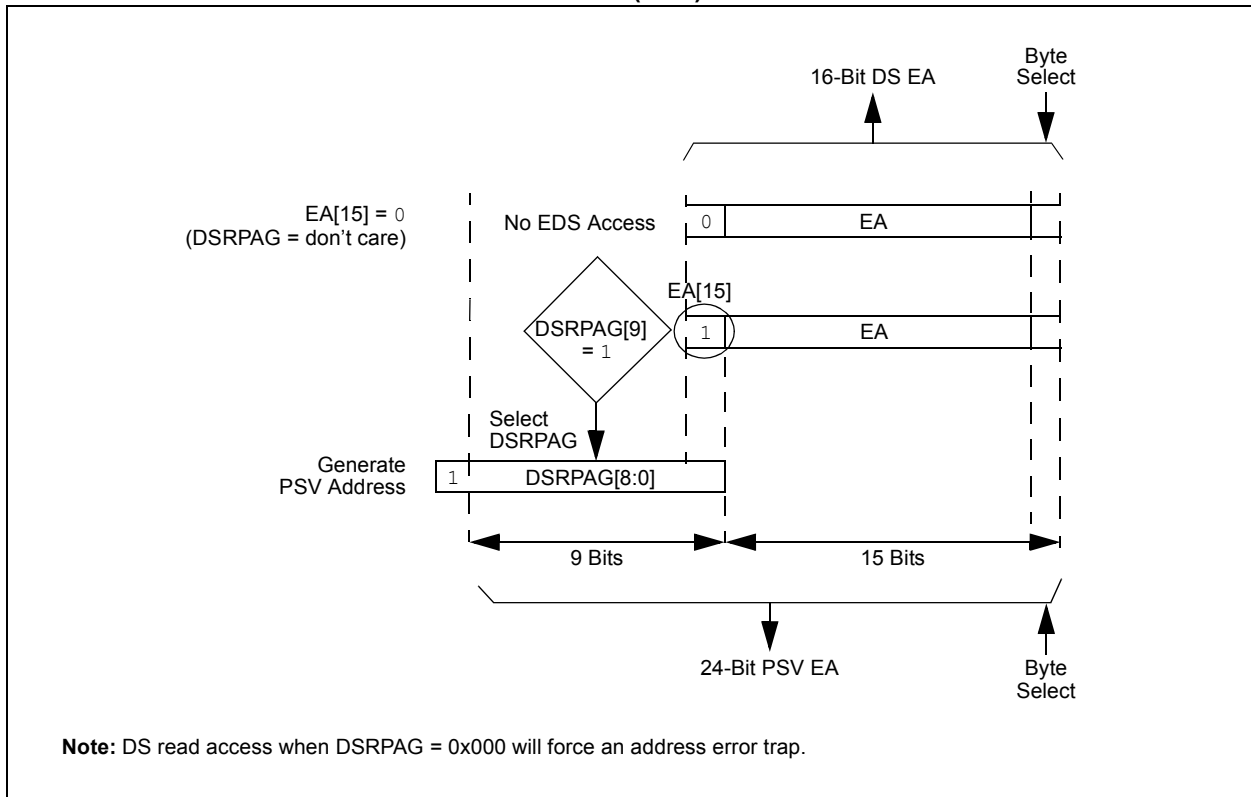 16-Bit DS EA
Byte
Select
EA[15] = 0
(DSRPAG = don't care)
No EDS Access
0
EA
EA[15]
DSRPAG[9]
= 1
1
EA
Select
DSRPAG
Generate
PSV Address
1
DSRPAG[8:0]
9 Bits
15 Bits
24-Bit PSV EA
Byte
Select
Note: DS read access when DSRPAG = 0x000 will force an address error trap.